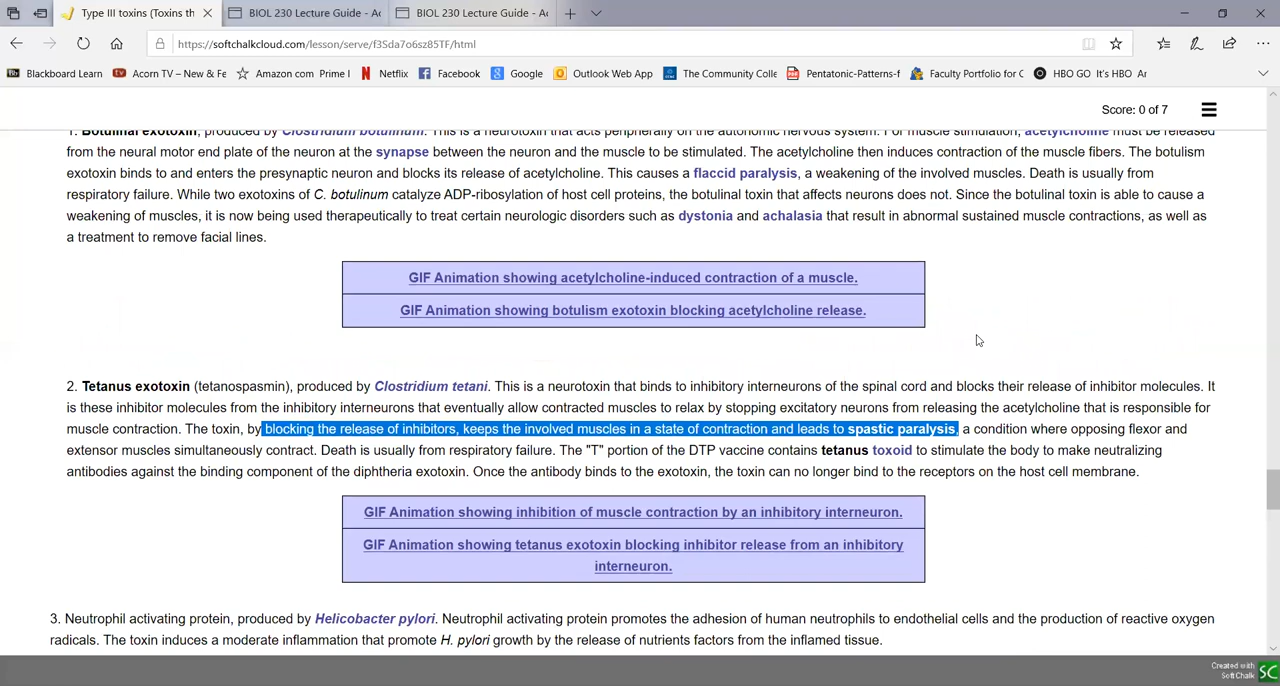 Type III toxins (Toxins th
BIOL 230 Lecture Guide - Ac
BIOL 230 Lecture Guide - Ac
https://softchalkcloud.com/lesson/serve/f3Sda7o6sz85TF/html
Blackboard Learn
Acorn TV – New & Fe
Amazon com Prime I
Netflix
Facebook
Google
Outlook Web App
The Community Colle
Pentatonic-Patterns-f
Faculty Portfolio for C
HBO GO It's HBO Ar
Score: 0 of 7
1. Botulinal exotoxin, produced by Clostridium botulinum. This is a neurotoxin that acts peripherally on the autonomic nervous system. For muscle stimulation, acetylcholine must be released
from the neural motor end plate of the neuron at the synapse between the neuron and the muscle to be stimulated. The acetylcholine then induces contraction of the muscle fibers. The botulism
exotoxin binds to and enters the presynaptic neuron and blocks its release of acetylcholine. This causes a flaccid paralysis, a weakening of the involved muscles. Death is usually from
respiratory failure. While two exotoxins of C. botulinum catalyze ADP-ribosylation of host cell proteins, the botulinal toxin that affects neurons does not. Since the botulinal toxin is able to cause a
weakening of muscles, it is now being used therapeutically to treat certain neurologic disorders such as dystonia and achalasia that result in abnormal sustained muscle contractions, as well as
a treatment to remove facial lines.
GIF Animation showing acetylcholine-induced contraction of a muscle.
GIF Animation showing botulism exotoxin blocking acetylcholine release.
2. Tetanus exotoxin (tetanospasmin), produced by Clostridium tetani. This is a neurotoxin that binds to inhibitory interneurons of the spinal cord and blocks their release of inhibitor molecules. It
is these inhibitor molecules from the inhibitory interneurons that eventually allow contracted muscles to relax by stopping excitatory neurons from releasing the acetylcholine that is responsible for
muscle contraction. The toxin, by blocking the release of inhibitors, keeps the involved muscles in a state of contraction and leads to spastic paralysis, a condition where opposing flexor and
extensor muscles simultaneously contract. Death is usually from respiratory failure. The "T" portion of the DTP vaccine contains tetanus toxoid to stimulate the body to make neutralizing
antibodies against the binding component of the diphtheria exotoxin. Once the antibody binds to the exotoxin, the toxin can no longer bind to the receptors on the host cell membrane.
GIF Animation showing inhibition of muscle contraction by an inhibitory interneuron.
GIF Animation showing tetanus exotoxin blocking inhibitor release from an inhibitory
interneuron.
3. Neutrophil activating protein, produced by Helicobacter pylori. Neutrophil activating protein promotes the adhesion of human neutrophils to endothelial cells and the production of reactive oxygen
radicals. The toxin induces a moderate inflammation that promote H. pylori growth by the release of nutrients factors from the inflamed tissue.
Created with
SoftChalk
SC